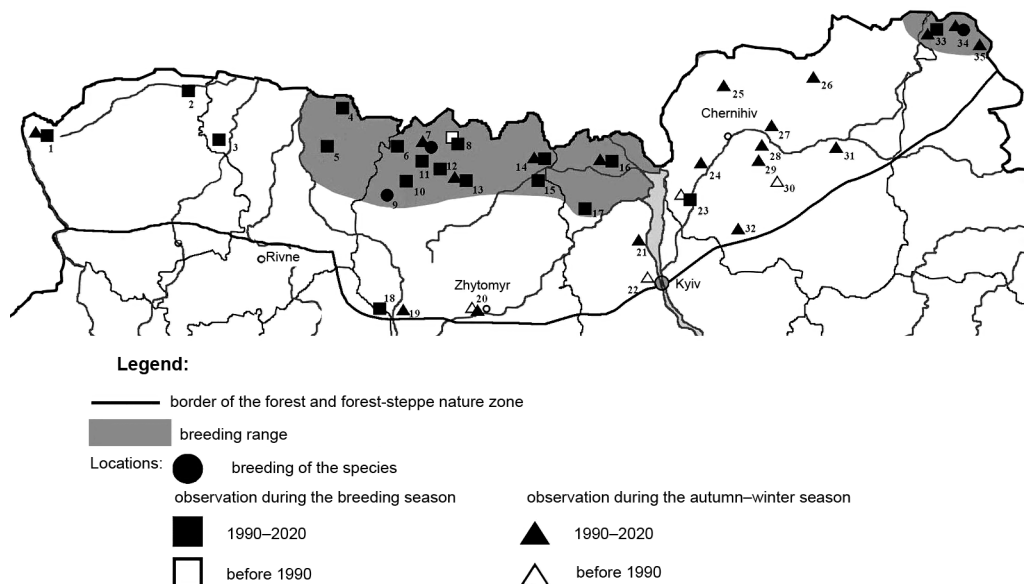 33
34
35
26
25
2
4
Chernihiv
27
1
3
5
6
7
8
14
16
28
31
11
12
29
24
10
13
15
30
9
17
23
32
21
Rivne
Zhytomyr
22
Kyiv
18
19
20
Legend:
border of the forest and forest-steppe nature zone
breeding range
Locations:
breeding of the species
observation during the breeding season
observation during the autumn–winter season
1990–2020
1990–2020
before 1990
before 1990